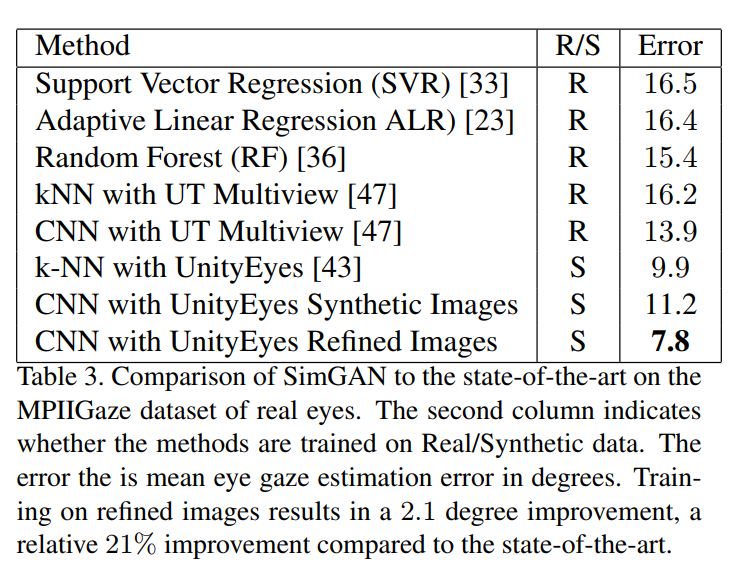 Method R/S Error
Support Vector Regression (SVR) [33] R 16.5
Adaptive Linear Regression ALR) [23] R 16.4
Random Forest (RF) [36] R 15.4
kNN with UT Multiview [47] R 16.2
CNN with UT Multiview [47] R 13.9
k-NN with UnityEyes [43] S 9.9
CNN with UnityEyes Synthetic Images S 11.2
CNN with UnityEyes Refined Images S 7.8
Table 3. Comparison of SimGAN to the state-of-the-art on the
MPIIGaze dataset of real eyes. The second column indicates
whether the methods are trained on Real/Synthetic data. The
error the is mean eye gaze estimation error in degrees. Train-
ing on refined images results in a 2.1 degree improvement, a
relative 21% improvement compared to the state-of-the-art.